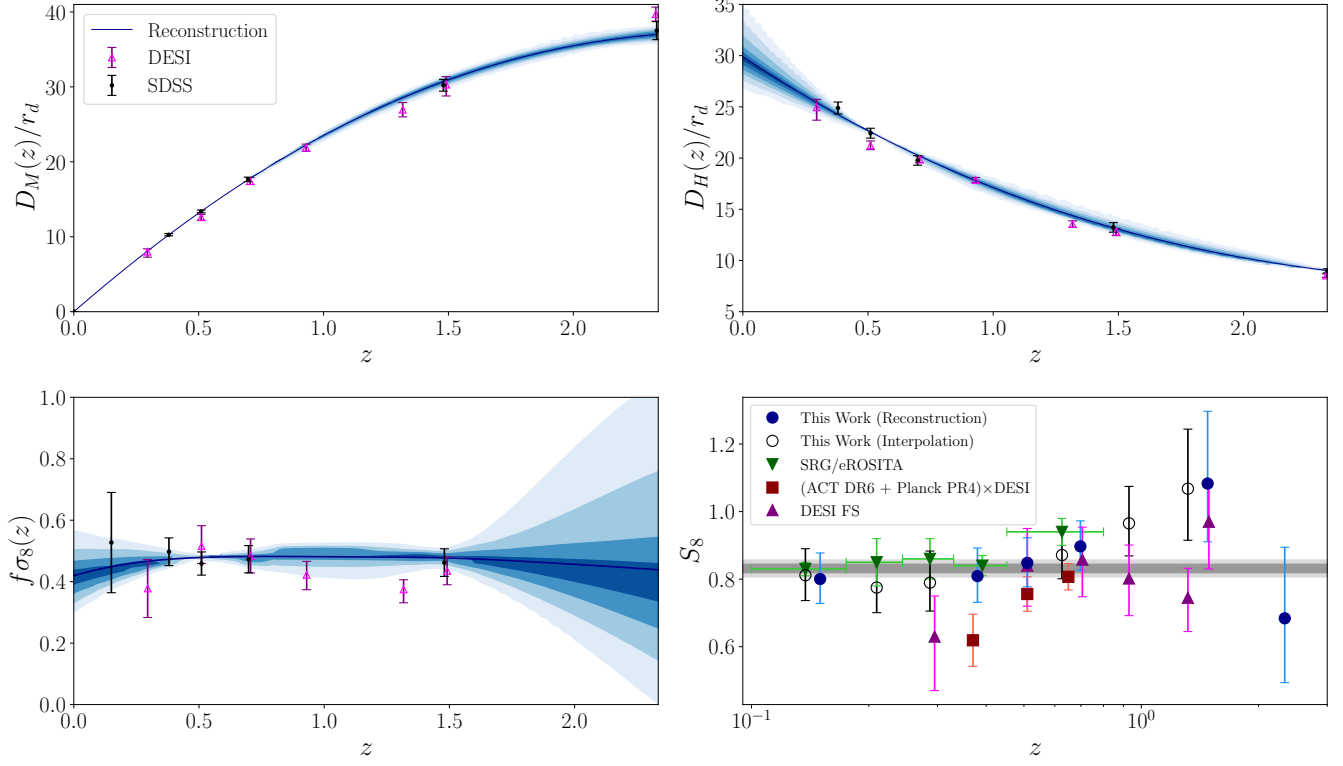 Reconstruction
DESI
SDSS
D_M(z)/r_d
0
10
20
30
40
0.0
0.5
1.0
1.5
2.0
z
D_H(z)/r_d
5
10
15
20
25
30
35
0.0
0.5
1.0
1.5
2.0
z
fσ_8(z)
0.0
0.2
0.4
0.6
0.8
1.0
0.0
0.5
1.0
1.5
2.0
z
This Work (Reconstruction)
This Work (Interpolation)
SRG/eROSITA
(ACT DR6 + Planck PR4)×DESI
DESI FS
S_8
0.6
0.8
1.0
1.2
10^{-1}
10^0
z